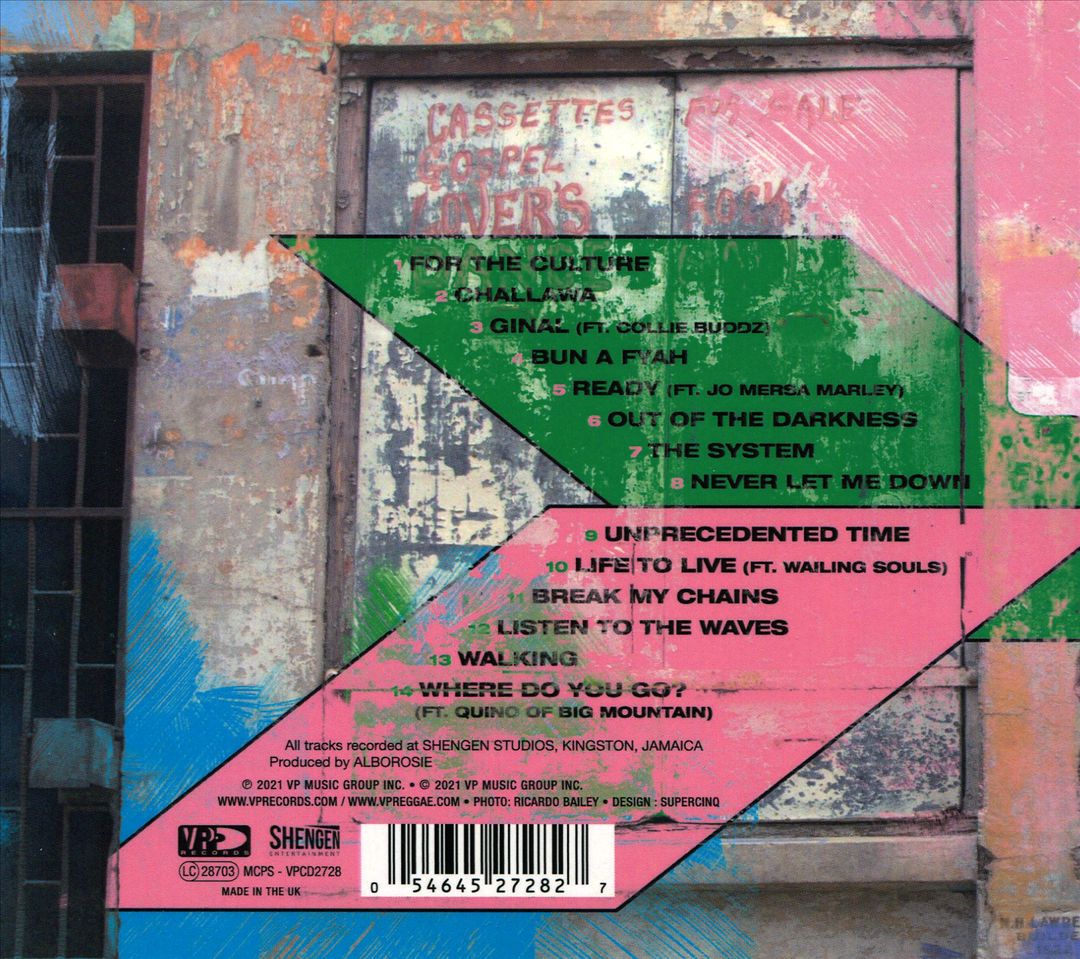 CASSETTES FOR SALE
GOSPEL
LOVER'S ROCK
1 FOR THE CULTURE
2 CHALLAWA
3 GINAL (FT. COLLIE BUDDZ)
4 BUN A FYAH
5 READY (FT. JO MERSA MARLEY)
6 OUT OF THE DARKNESS
7 THE SYSTEM
8 NEVER LET ME DOWN
9 UNPRECEDENTED TIME
10 LIFE TO LIVE (FT. WAILING SOULS)
11 BREAK MY CHAINS
12 LISTEN TO THE WAVES
13 WALKING
14 WHERE DO YOU GO?
(FT. QUINO OF BIG MOUNTAIN)
All tracks recorded at SHENGEN STUDIOS, KINGSTON, JAMAICA
Produced by ALBOROSIE
℗ 2021 VP MUSIC GROUP INC. • © 2021 VP MUSIC GROUP INC.
WWW.VPRECORDS.COM / WWW.VPREGGAE.COM • PHOTO: RICARDO BAILEY • DESIGN : SUPERCINQ
VP RECORDS
SHENGEN ENTERTAINMENT
LC 28703 MCPS - VPCD2728
MADE IN THE UK
0 54645 27282 7